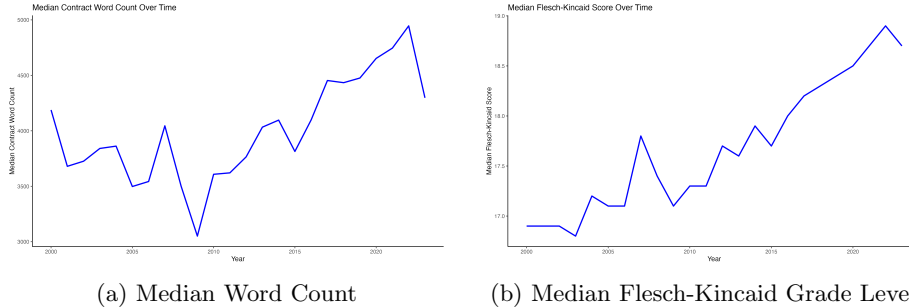 Median Contract Word Count Over Time
5000
4500
4000
3500
3000
Median Contract Word Count
2000
2005
2010
2015
2020
Year
(a) Median Word Count
Median Flesch-Kincaid Score Over Time
19.0
18.5
18.0
17.5
17.0
Median Flesch-Kincaid Score
2000
2005
2010
2015
2020
Year
(b) Median Flesch-Kincaid Grade Leve